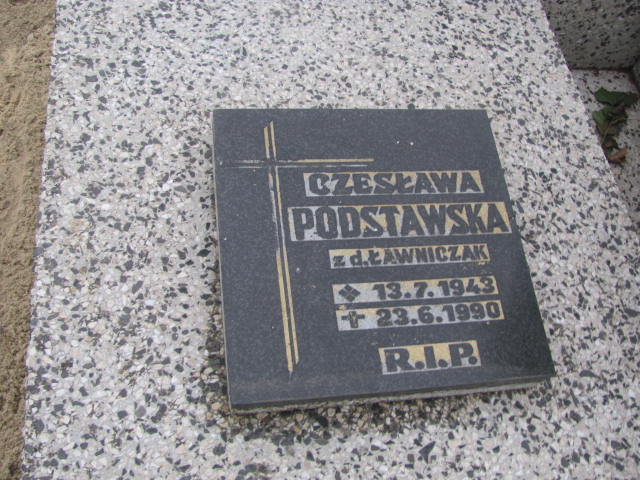 CZESŁAWA
PODSTAWSKA
z d.ŁAWNICZAK
13.7.1943
✝ 23.6.1990
R.I.P.